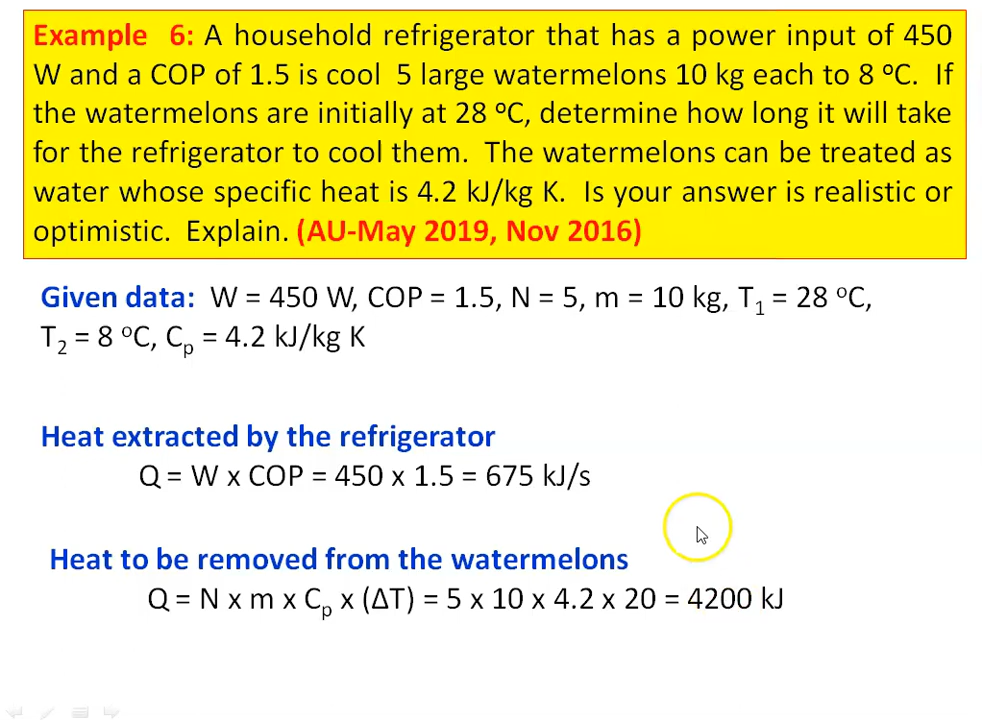 Example 6: A household refrigerator that has a power input of 450
W and a COP of 1.5 is cool 5 large watermelons 10 kg each to 8 ºC. If
the watermelons are initially at 28 ºC, determine how long it will take
for the refrigerator to cool them. The watermelons can be treated as
water whose specific heat is 4.2 kJ/kg K. Is your answer is realistic or
optimistic. Explain. (AU-May 2019, Nov 2016)
Given data: W = 450 W, COP = 1.5, N = 5, m = 10 kg, T₁ = 28 ºC,
T₂ = 8 ºC, Cₚ = 4.2 kJ/kg K
Heat extracted by the refrigerator
Q = W x COP = 450 x 1.5 = 675 kJ/s
Heat to be removed from the watermelons
Q = N x m x Cₚ x (ΔT) = 5 x 10 x 4.2 x 20 = 4200 kJ